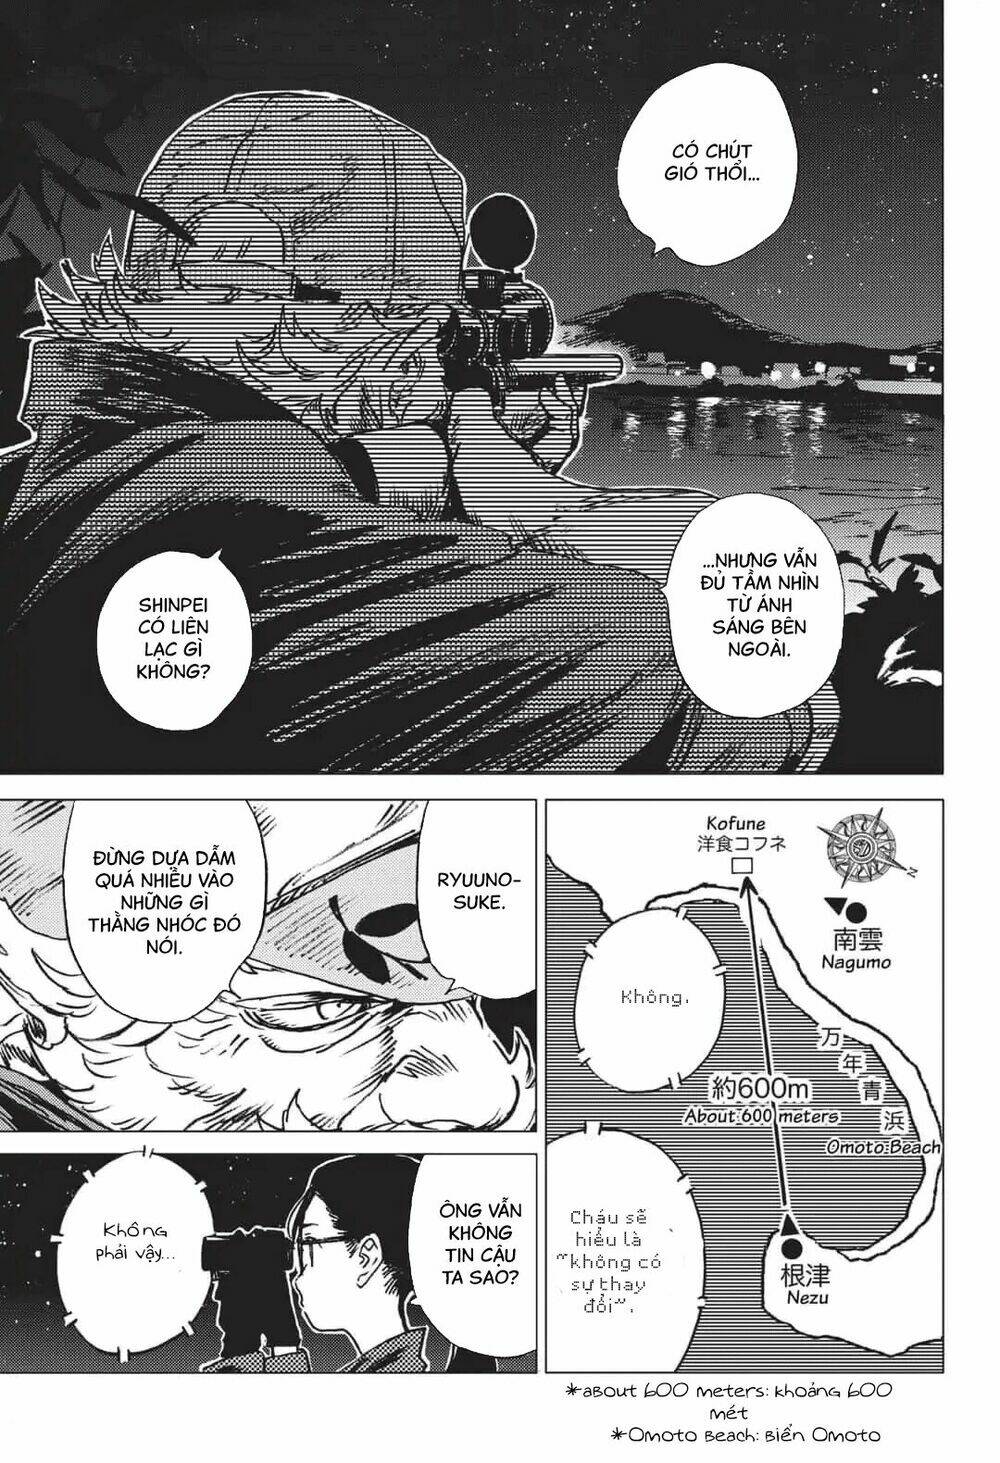 CÓ CHÚT
GIÓ THỔI...
...NHƯNG VẪN
ĐỦ TẦM NHÌN
TỪ ÁNH
SÁNG BÊN
NGOÀI.
SHINPEI
CÓ LIÊN
LẠC GÌ
KHÔNG?
Kofune
洋食コフネ
南雲
Nagumo
Không.
万年青浜
Omoto Beach
約600m
About 600 meters
根津
Nezu
Cháu sẽ
hiểu là
"không có
sự thay
đổi".
RYUUNO-
SUKE.
ĐỪNG DỰA DẪM
QUÁ NHIỀU VÀO
NHỮNG GÌ
THẰNG NHÓC ĐÓ
NÓI.
ÔNG VẪN
KHÔNG
TIN CẬU
TA SAO?
Không
phải vậy...
*about 600 meters: khoảng 600
mét
*Omoto Beach: Biển Omoto